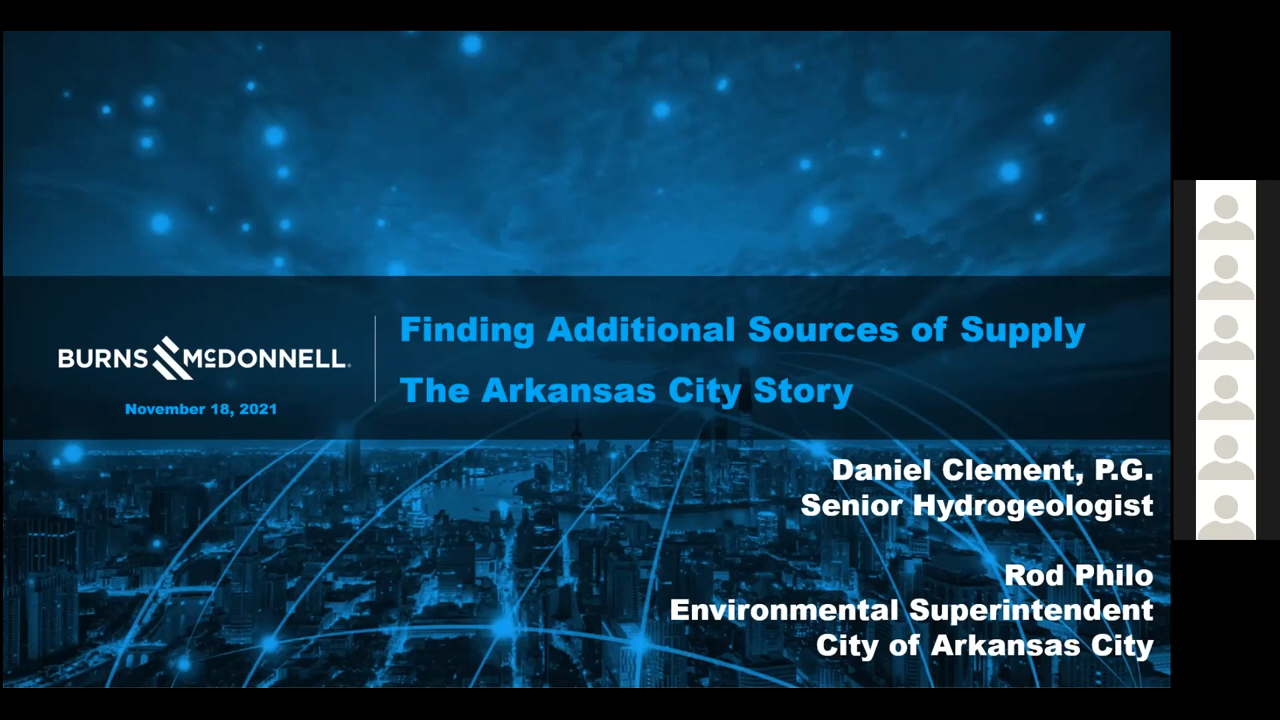 BURNS McDONNELL
November 18, 2021
Finding Additional Sources of Supply
The Arkansas City Story
Daniel Clement, P.G.
Senior Hydrogeologist
Rod Philo
Environmental Superintendent
City of Arkansas City